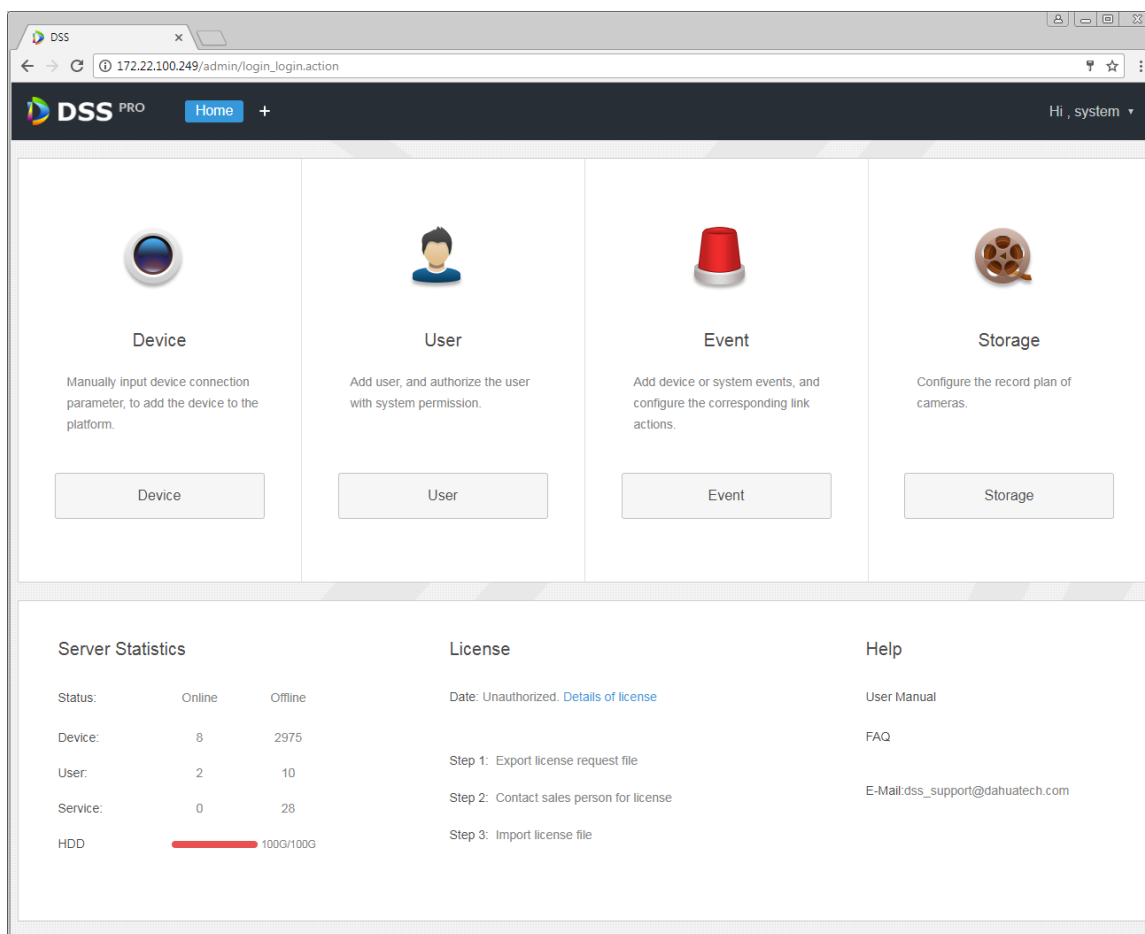 DSS
172.22.100.249/admin/login_login.action
DSS PRO
Home +
Hi , system
Device
Manually input device connection
parameter, to add the device to the
platform.
Device
User
Add user, and authorize the user
with system permission.
User
Event
Add device or system events, and
configure the corresponding link
actions.
Event
Storage
Configure the record plan of
cameras.
Storage
Server Statistics
Status: Online Offline
Device: 8 2975
User: 2 10
Service: 0 28
HDD 100G/100G
License
Date: Unauthorized. Details of license
Step 1: Export license request file
Step 2: Contact sales person for license
Step 3: Import license file
Help
User Manual
FAQ
E-Mail:dss_support@dahuatech.com